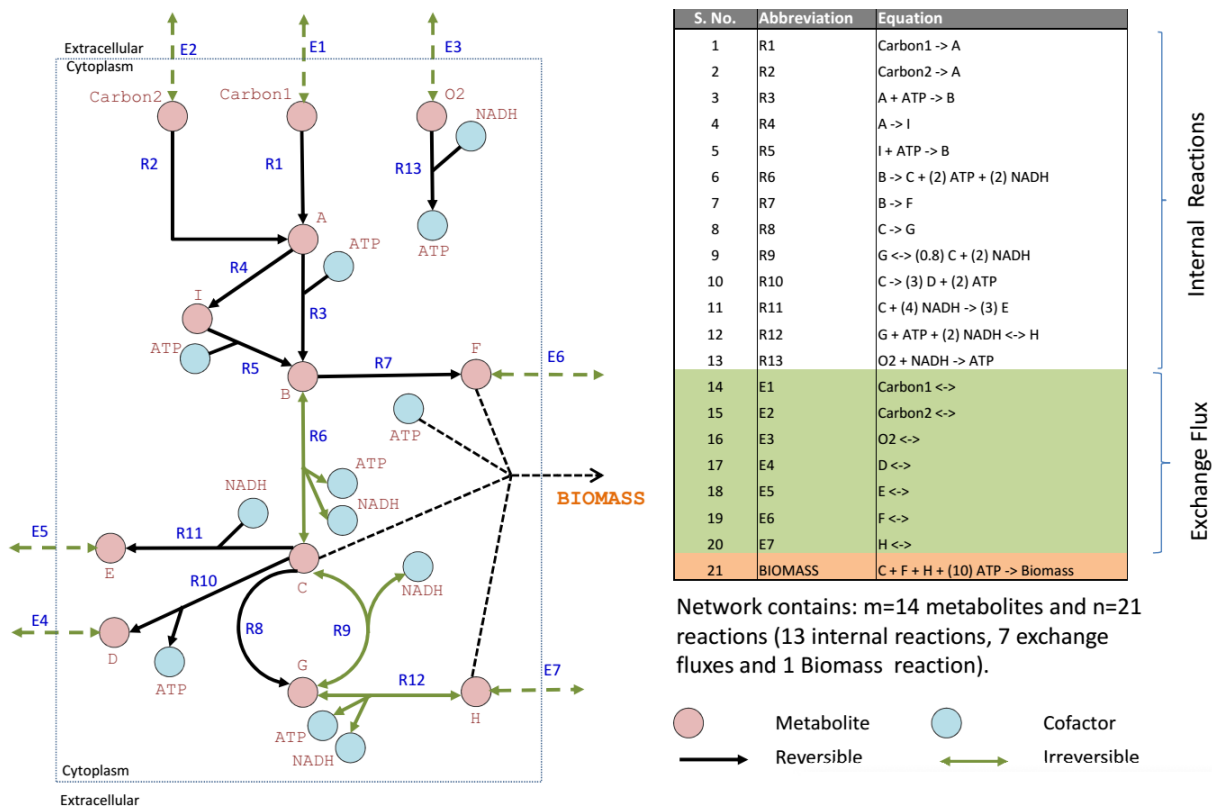 Extracellular
Cytoplasm
E2
E1
E3
Carbon2
Carbon1
O2
NADH
R2
R1
R13
A
ATP
ATP
R4
I
R3
ATP
R5
B
R7
F
E6
R6
ATP
ATP
NADH
BIOMASS
NADH
E5
R11
E
R10
C
NADH
E4
D
R8
R9
ATP
G
R12
E7
H
ATP
NADH
Cytoplasm
Extracellular
S. No. Abbreviation Equation
1 R1 Carbon1 -> A
2 R2 Carbon2 -> A
3 R3 A + ATP -> B
4 R4 A -> I
5 R5 I + ATP -> B
6 R6 B -> C + (2) ATP + (2) NADH
7 R7 B -> F
8 R8 C -> G
9 R9 G <-> (0.8) C + (2) NADH
10 R10 C -> (3) D + (2) ATP
11 R11 C + (4) NADH -> (3) E
12 R12 G + ATP + (2) NADH <-> H
13 R13 O2 + NADH -> ATP
14 E1 Carbon1 <->
15 E2 Carbon2 <->
16 E3 O2 <->
17 E4 D <->
18 E5 E <->
19 E6 F <->
20 E7 H <->
21 BIOMASS C + F + H + (10) ATP -> Biomass
Internal Reactions
Exchange Flux
Network contains: m=14 metabolites and n=21
reactions (13 internal reactions, 7 exchange
fluxes and 1 Biomass reaction).
Metabolite
Cofactor
Reversible
Irreversible